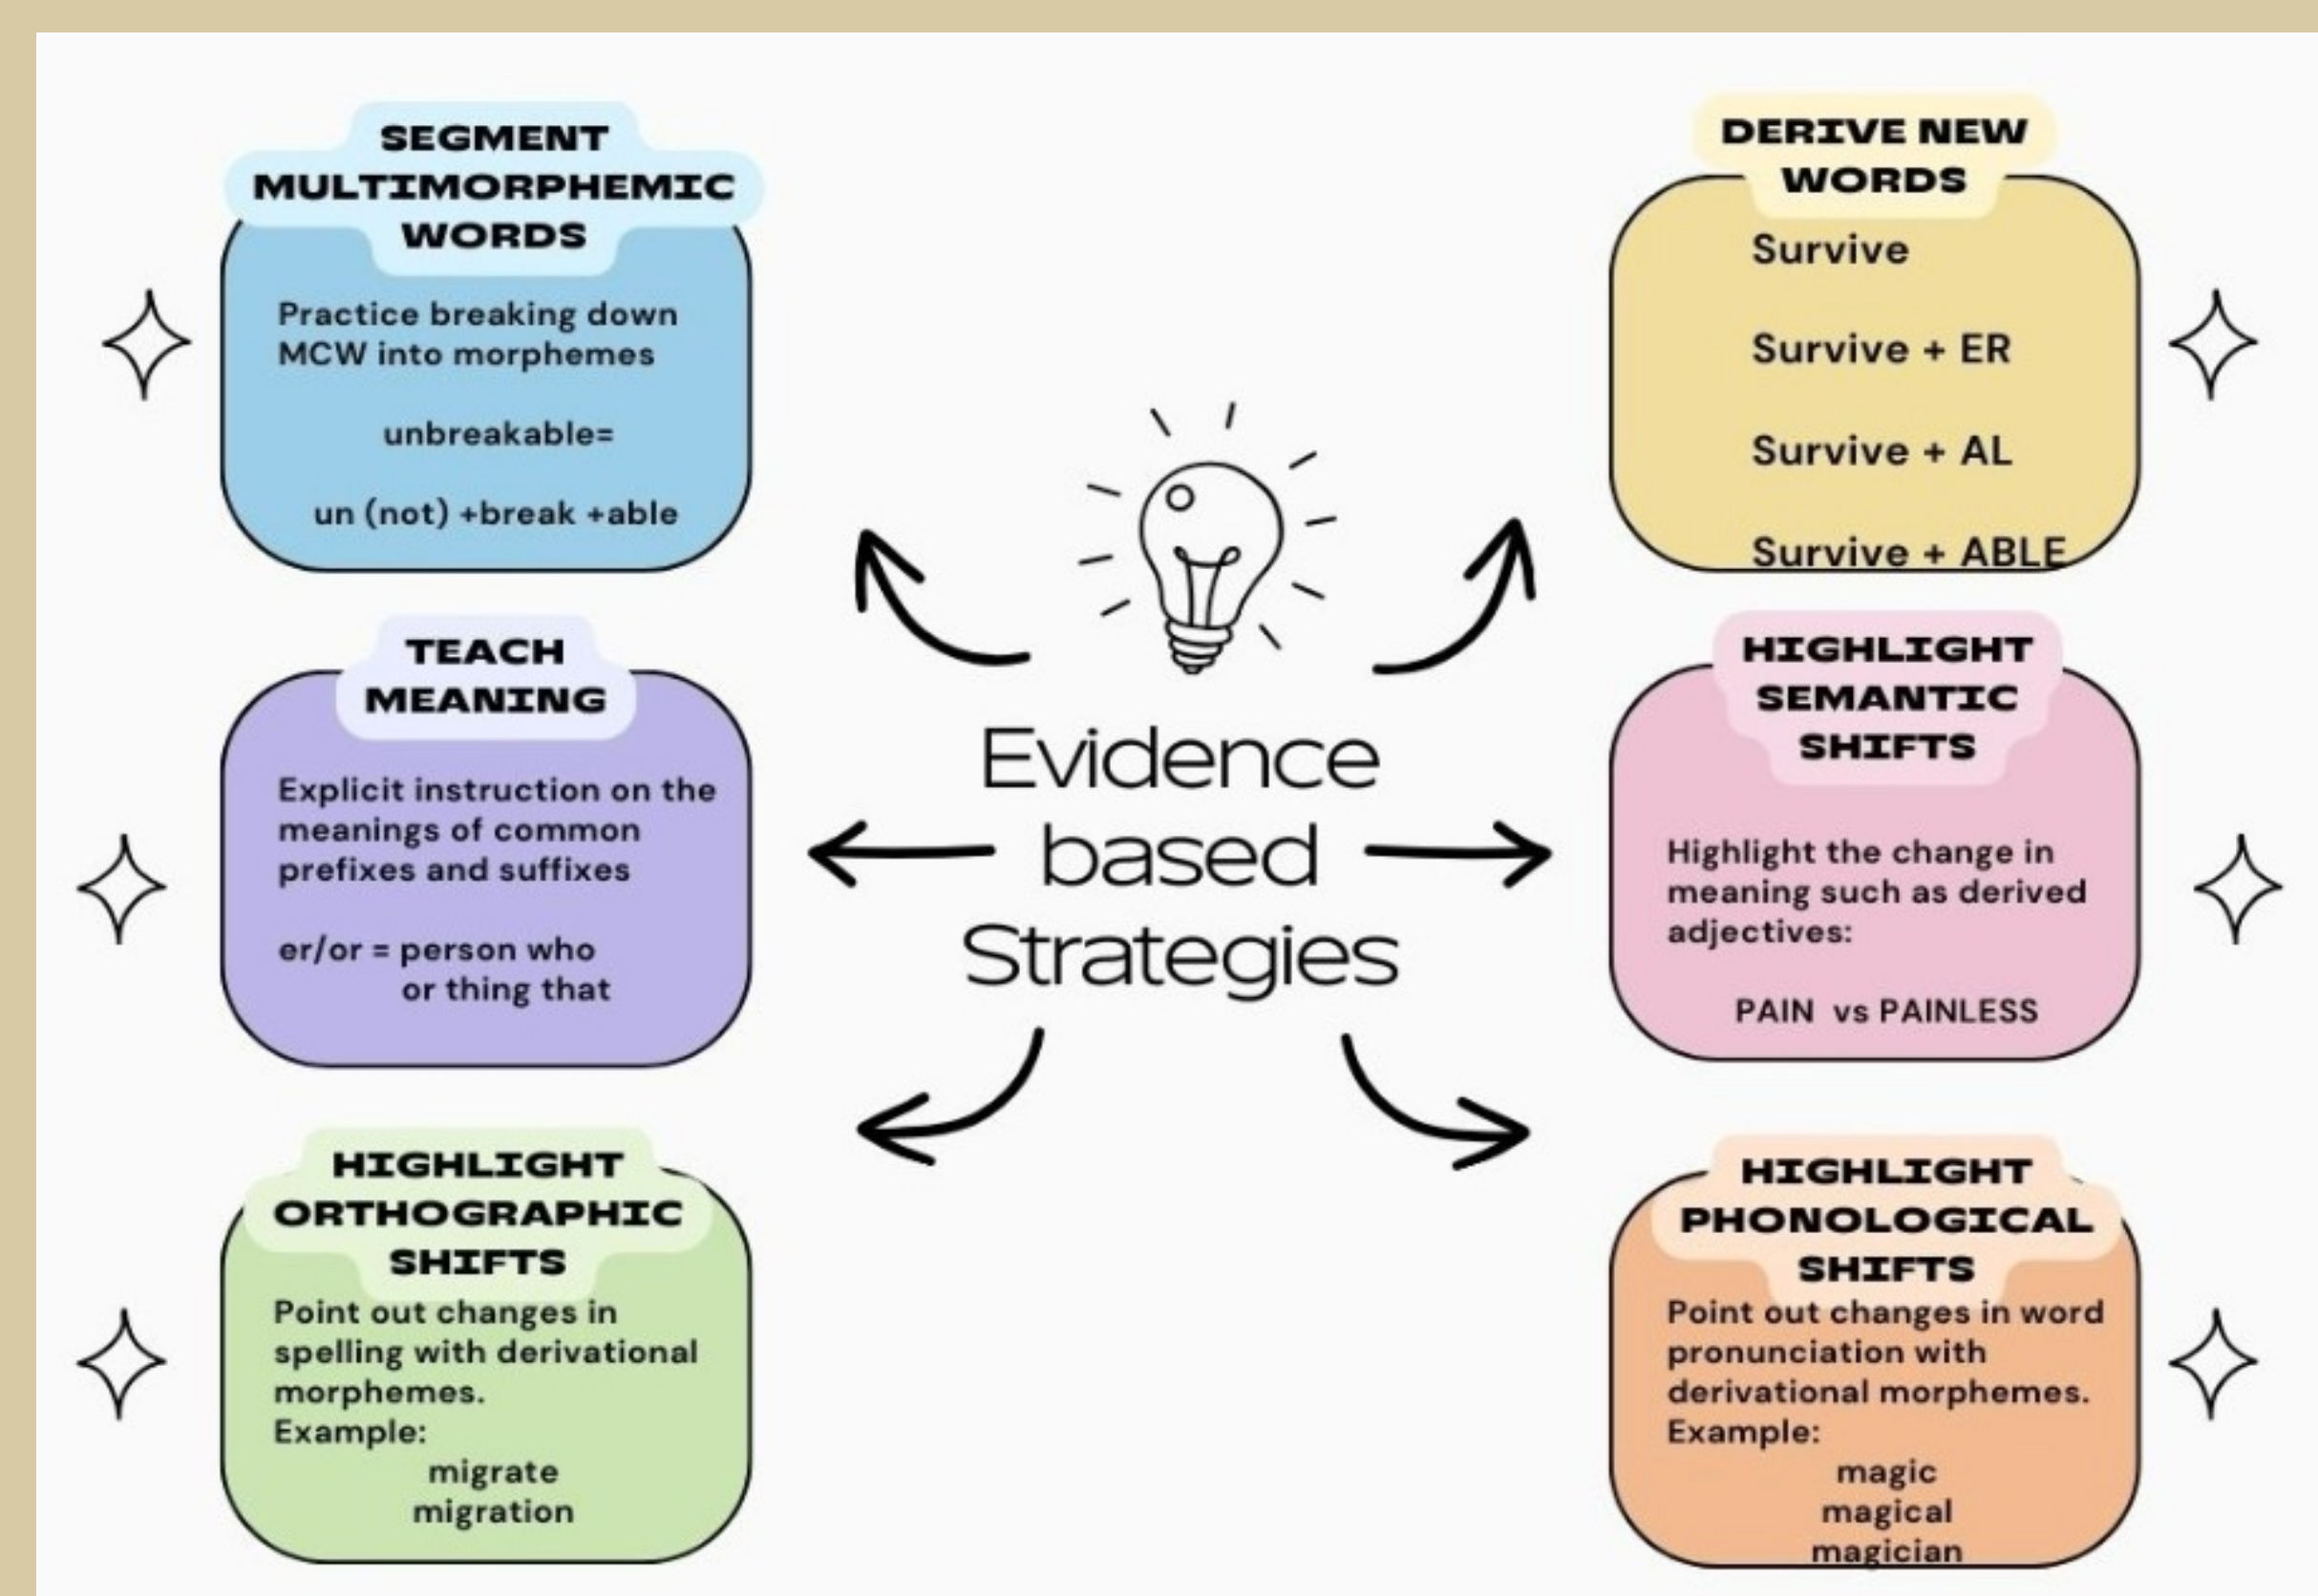 SEGMENT
MULTIMORPHEMIC
WORDS
Practice breaking down
MCW into morphemes
unbreakable=
un (not) +break +able
TEACH
MEANING
Explicit instruction on the
meanings of common
prefixes and suffixes
er/or = person who
or thing that
HIGHLIGHT
ORTHOGRAPHIC
SHIFTS
Point out changes in
spelling with derivational
morphemes.
Example:
migrate
migration
Evidence
based
Strategies
DERIVE NEW
WORDS
Survive
Survive + ER
Survive + AL
Survive + ABLE
HIGHLIGHT
SEMANTIC
SHIFTS
Highlight the change in
meaning such as derived
adjectives:
PAIN vs PAINLESS
HIGHLIGHT
PHONOLOGICAL
SHIFTS
Point out changes in word
pronunciation with
derivational morphemes.
Example:
magic
magical
magician